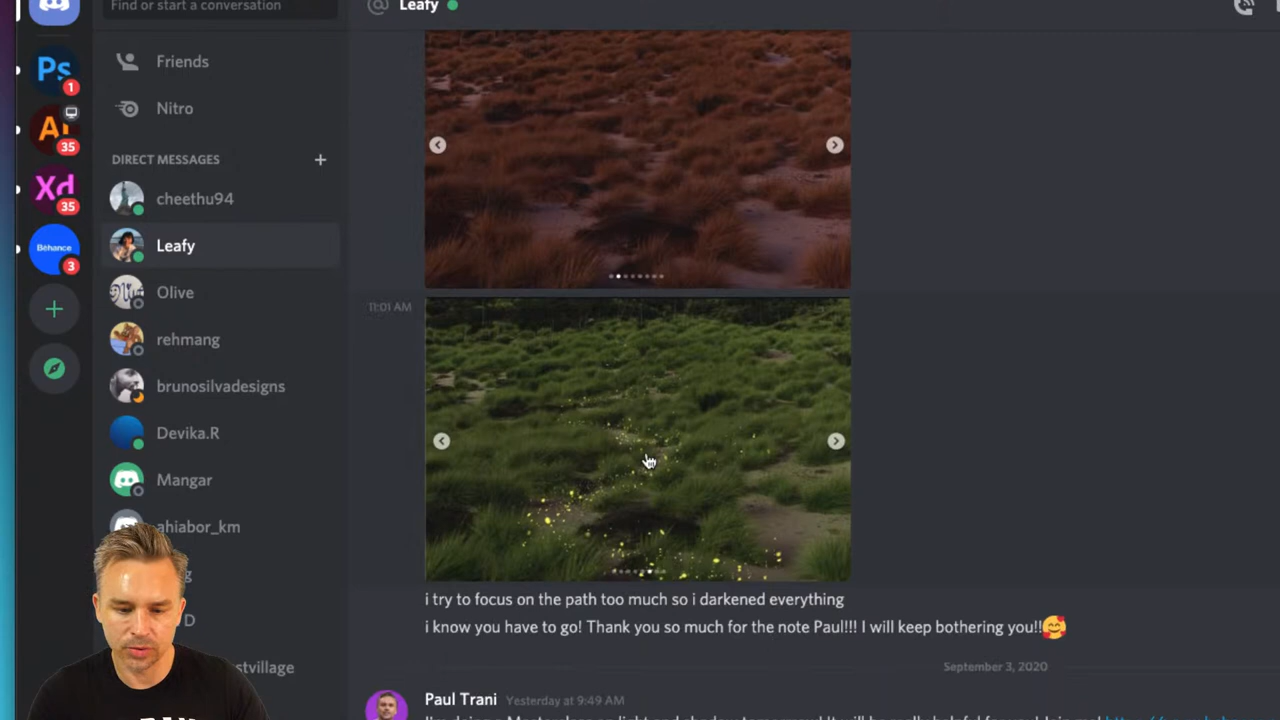 Find or start a conversation
@ Leafy
Friends
Nitro
DIRECT MESSAGES +
cheethu94
Leafy
Olive
rehmang
brunosilvadesigns
Devika.R
Mangar
ahiabor_km
g
D
stvillage
Ps
1
35
Xd
35
Bēhance
3
11:01 AM
i try to focus on the path too much so i darkened everything
i know you have to go! Thank you so much for the note Paul!!! I will keep bothering you!!🥰
September 3, 2020
Paul Trani Yesterday at 9:49 AM